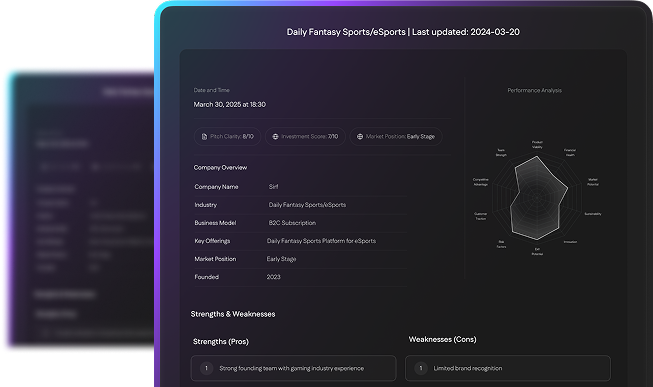 Daily Fantasy Sports/eSports | Last updated: 2024-03-20
Date and Time
March 30, 2025 at 18:30
Pitch Clarity: 8/10
Investment Score: 7/10
Market Position: Early Stage
Company Overview
Company Name Sirf
Industry Daily Fantasy Sports/eSports
Business Model B2C Subscription
Key Offerings Daily Fantasy Sports Platform for eSports
Market Position Early Stage
Founded 2023
Performance Analysis
Product
Viability
Financial
Health
Market
Potential
Sustainability
Innovation
Exit
Potential
Risk
Factors
Customer
Traction
Competitive
Advantage
Team
Strength
Strengths & Weaknesses
Strengths (Pros)
1 Strong founding team with gaming industry experience
Weaknesses (Cons)
1 Limited brand recognition